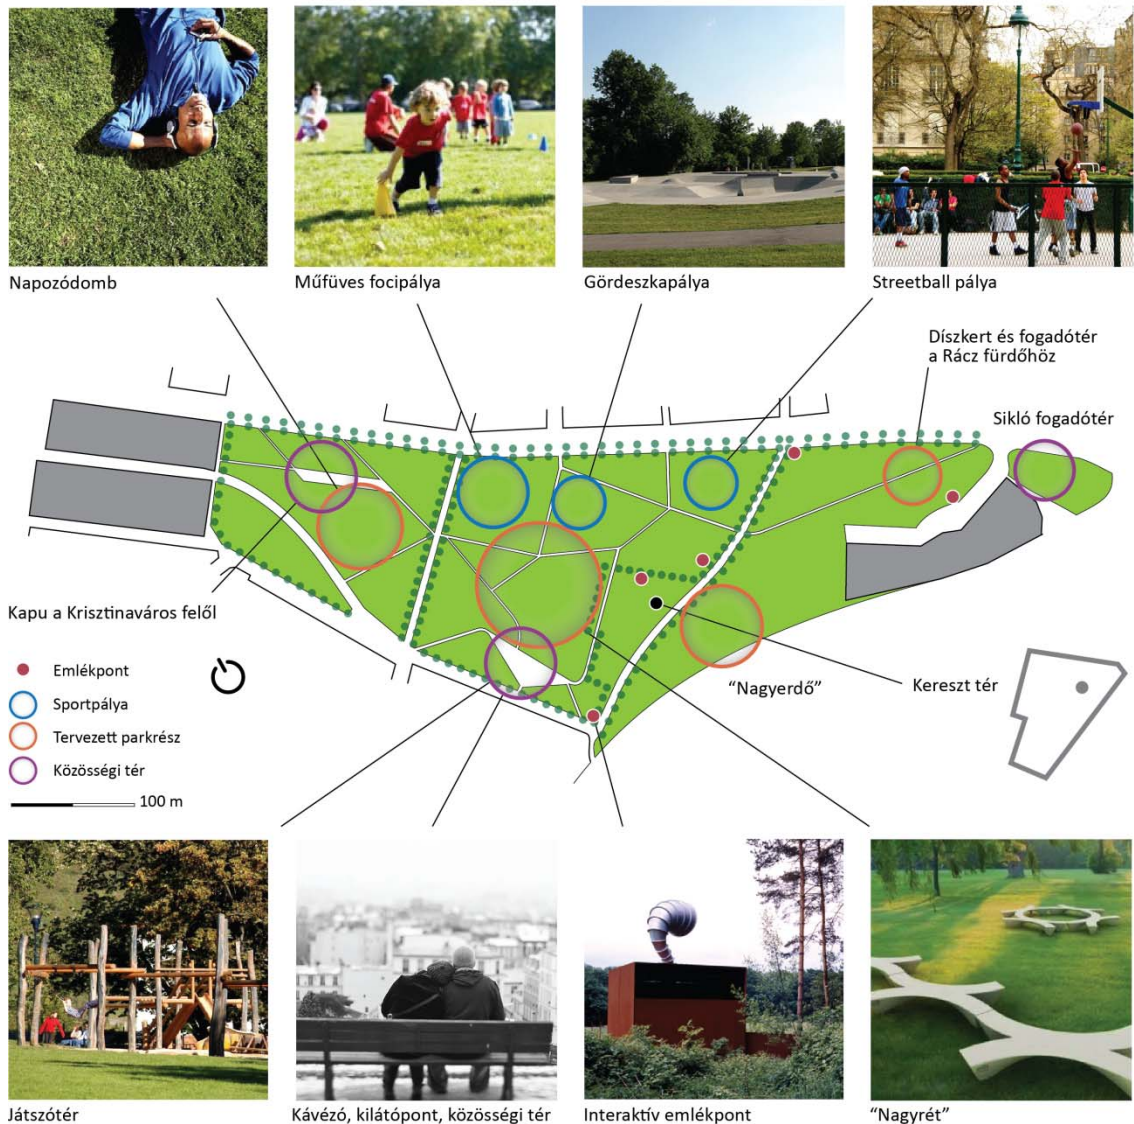 Napozódomb
Műfüves focipálya
Gördeszkapálya
Streetball pálya
Díszkert és fogadótér
a Rácz fürdőhöz
Sikló fogadótér
Kapu a Krisztinaváros felől
Emlékpont
Sportpálya
Tervezett parkrész
Közösségi tér
100 m
"Nagyerdő"
Kereszt tér
Játszótér
Kávézó, kilátópont, közösségi tér
Interaktív emlékpont
"Nagyrét"